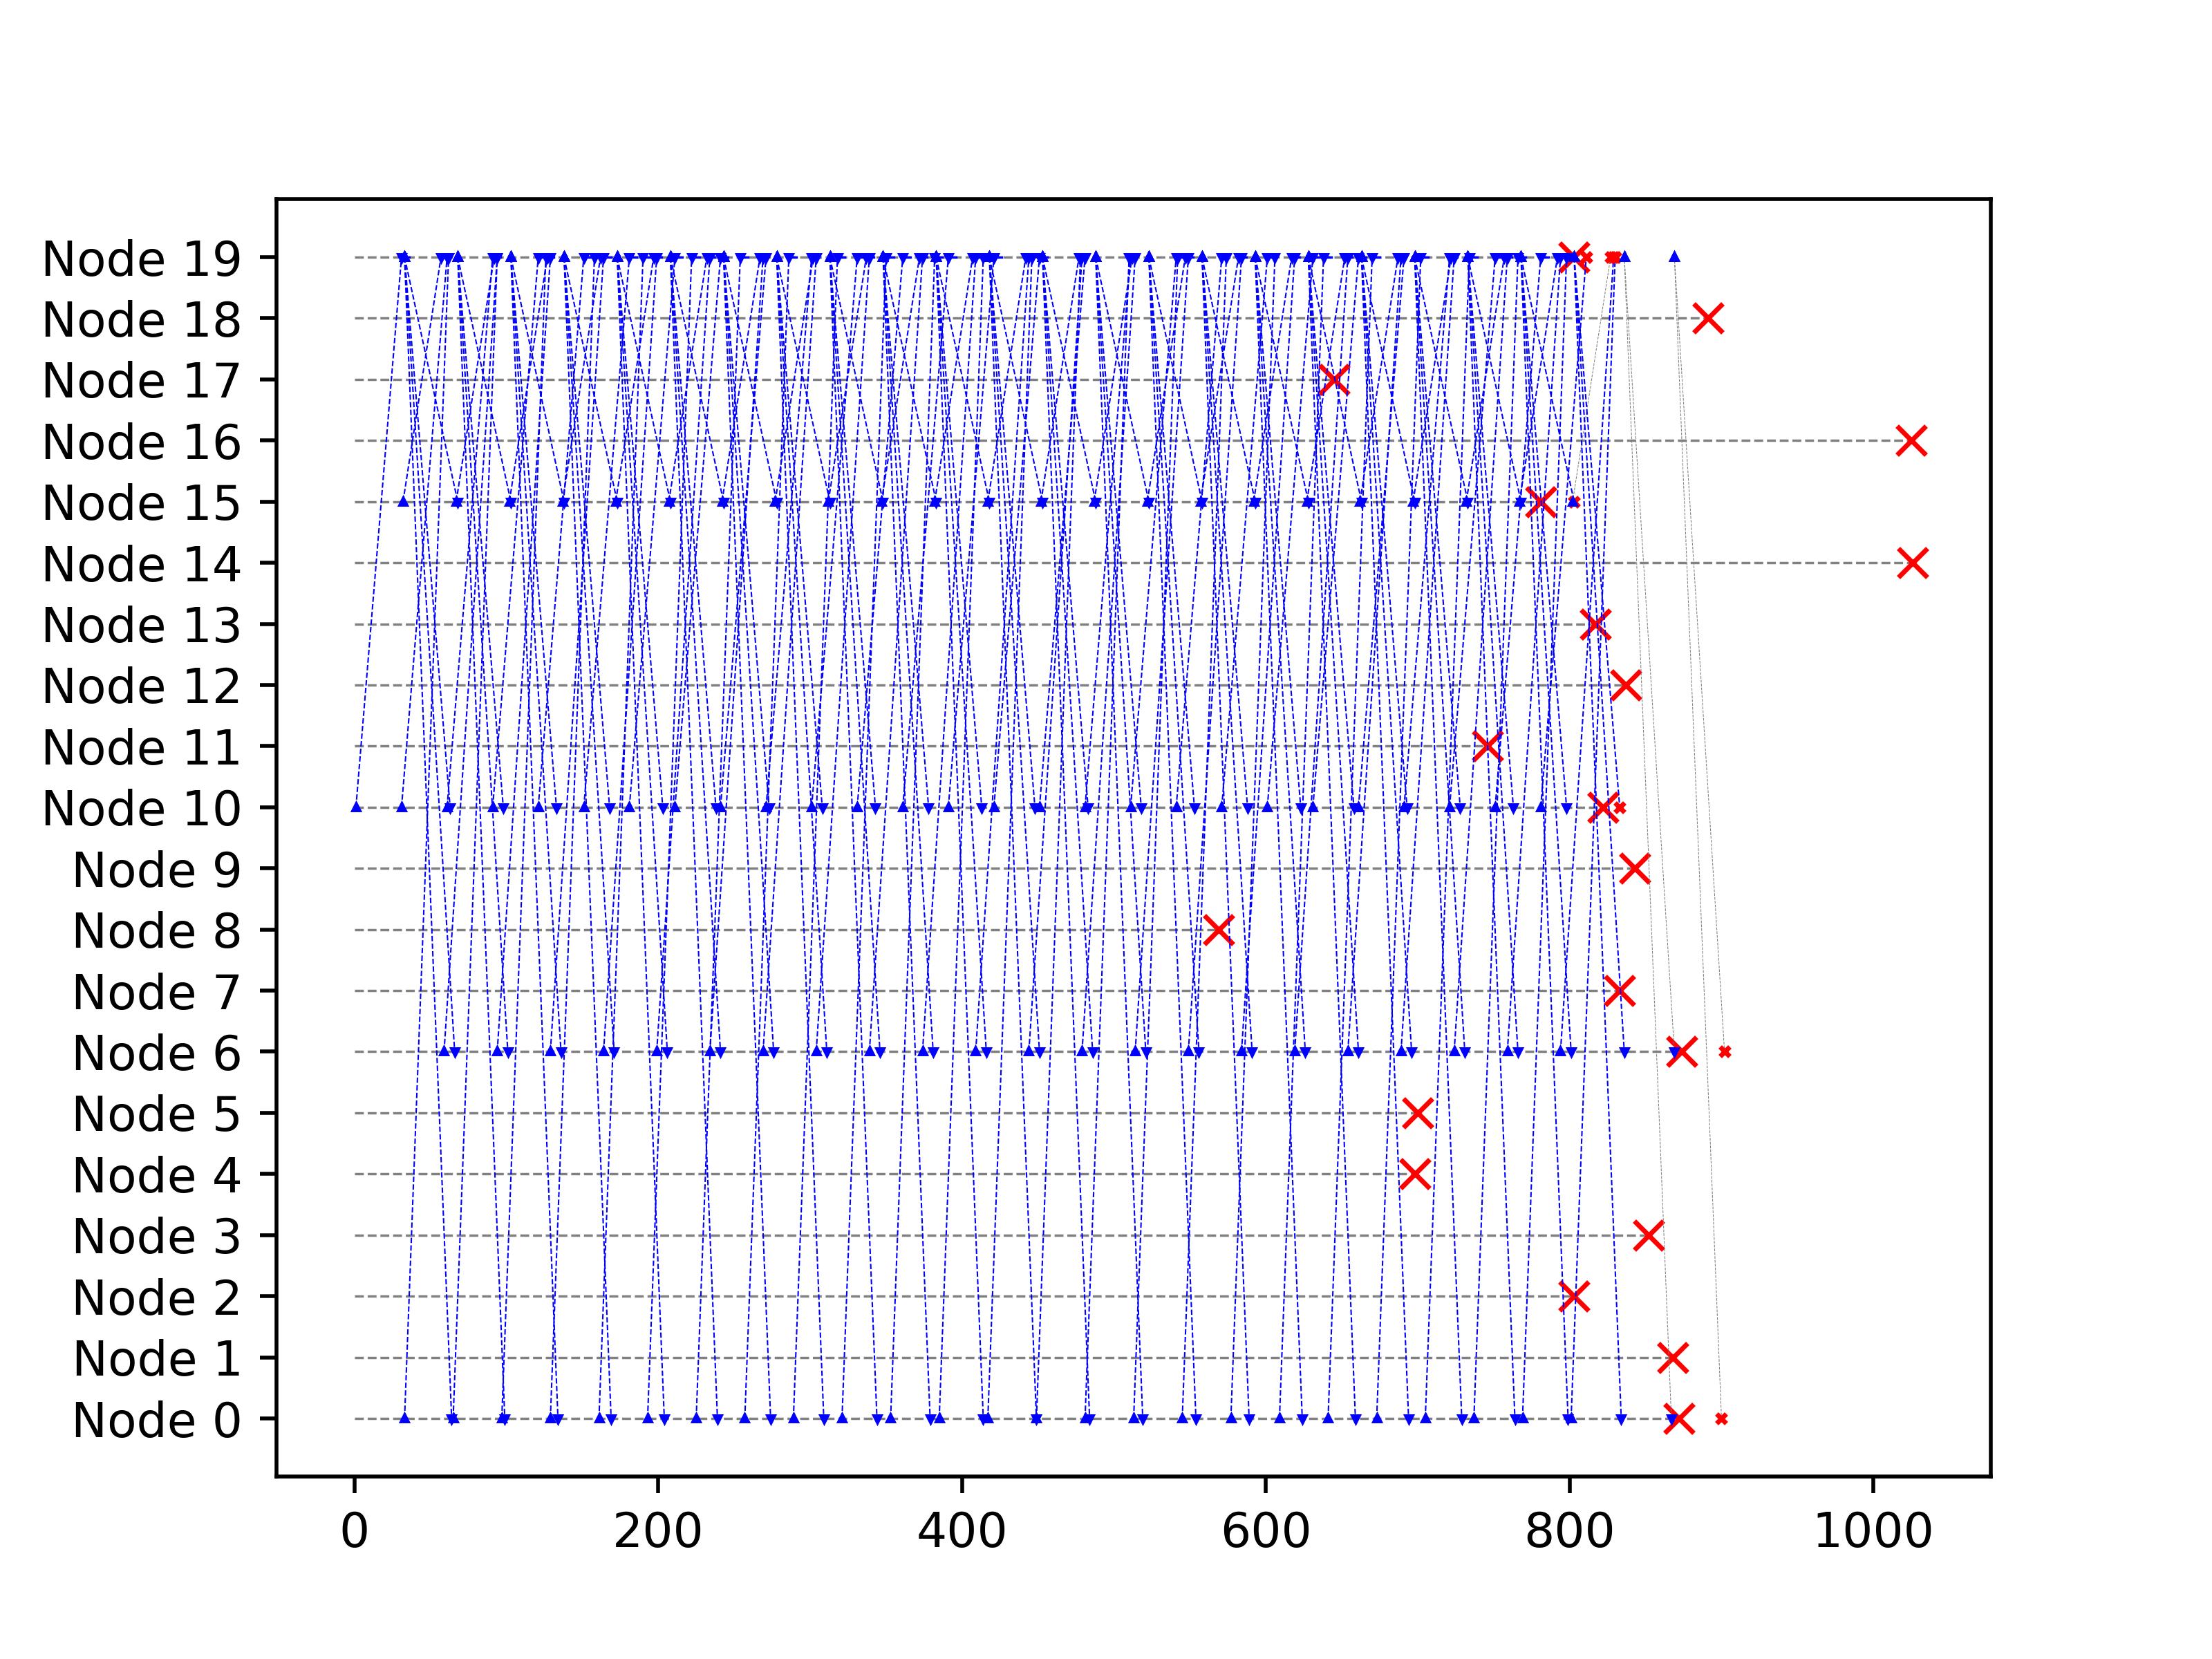 Node 19
Node 18
Node 17
Node 16
Node 15
Node 14
Node 13
Node 12
Node 11
Node 10
Node 9
Node 8
Node 7
Node 6
Node 5
Node 4
Node 3
Node 2
Node 1
Node 0
0 200 400 600 800 1000